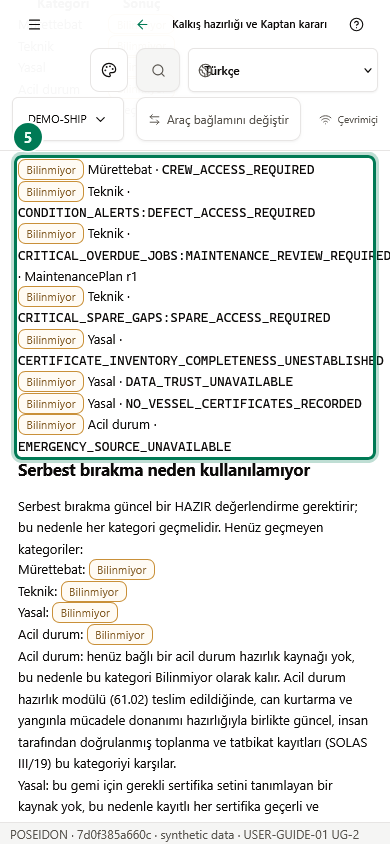 Kategori Sonuç
Kalkış hazırlığı ve Kaptan kararı
Teknik
Yasal
Türkçe
Acil durum
DEMO-SHIP
Araç bağlamını değiştir
Çevrimiçi
5
Bilinmiyor Mürettebat · CREW_ACCESS_REQUIRED
Bilinmiyor Teknik ·
CONDITION_ALERTS:DEFECT_ACCESS_REQUIRED
Bilinmiyor Teknik ·
CRITICAL_OVERDUE_JOBS:MAINTENANCE_REVIEW_REQUIRED
· MaintenancePlan r1
Bilinmiyor Teknik ·
CRITICAL_SPARE_GAPS:SPARE_ACCESS_REQUIRED
Bilinmiyor Yasal ·
CERTIFICATE_INVENTORY_COMPLETENESS_UNESTABLISHED
Bilinmiyor Yasal · DATA_TRUST_UNAVAILABLE
Bilinmiyor Yasal · NO_VESSEL_CERTIFICATES_RECORDED
Bilinmiyor Acil durum ·
EMERGENCY_SOURCE_UNAVAILABLE
Serbest bırakma neden kullanılamıyor
Serbest bırakma güncel bir HAZIR değerlendirme gerektirir;
bu nedenle her kategori geçmelidir. Henüz geçmeyen
kategoriler:
Mürettebat: Bilinmiyor
Teknik: Bilinmiyor
Yasal: Bilinmiyor
Acil durum: Bilinmiyor
Acil durum: henüz bağlı bir acil durum hazırlık kaynağı yok,
bu nedenle bu kategori Bilinmiyor olarak kalır. Acil durum
hazırlık modülü (61.02) teslim edildiğinde, can kurtarma ve
yangınla mücadele donanımı hazırlığıyla birlikte güncel, insan
tarafından doğrulanmış toplanma ve tatbikat kayıtları (SOLAS
III/19) bu kategoriyi karşılar.
Yasal: bu gemi için gerekli sertifika setini tanımlayan bir
kaynak yok, bu nedenle kayıtlı her sertifika geçerli ve
POSEIDON · 7d0f385a660c · synthetic data · USER-GUIDE-01 UG-2